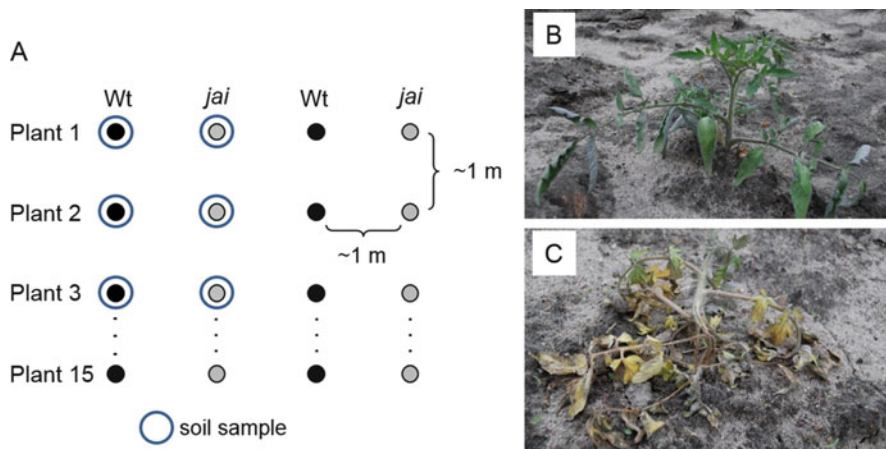 A
Wt jai Wt jai
Plant 1
~1 m
Plant 2
~1 m
Plant 3
Plant 15
soil sample
B
C